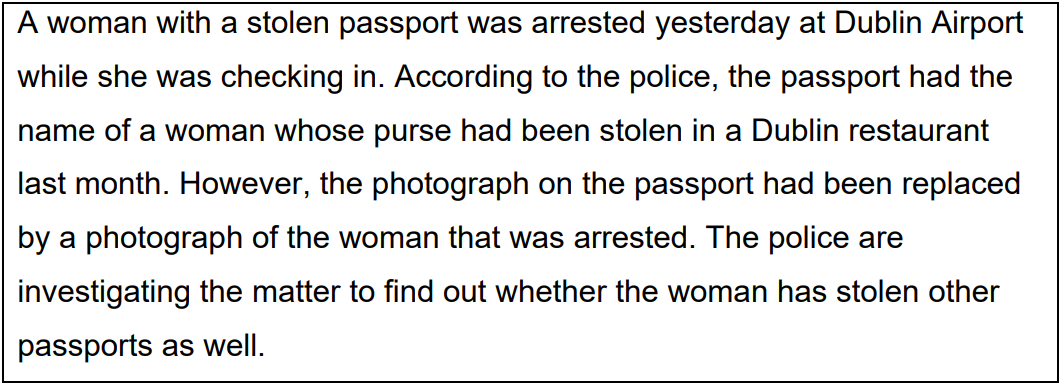 A woman with a stolen passport was arrested yesterday at Dublin Airport
while she was checking in. According to the police, the passport had the
name of a woman whose purse had been stolen in a Dublin restaurant
last month. However, the photograph on the passport had been replaced
by a photograph of the woman that was arrested. The police are
investigating the matter to find out whether the woman has stolen other
passports as well.